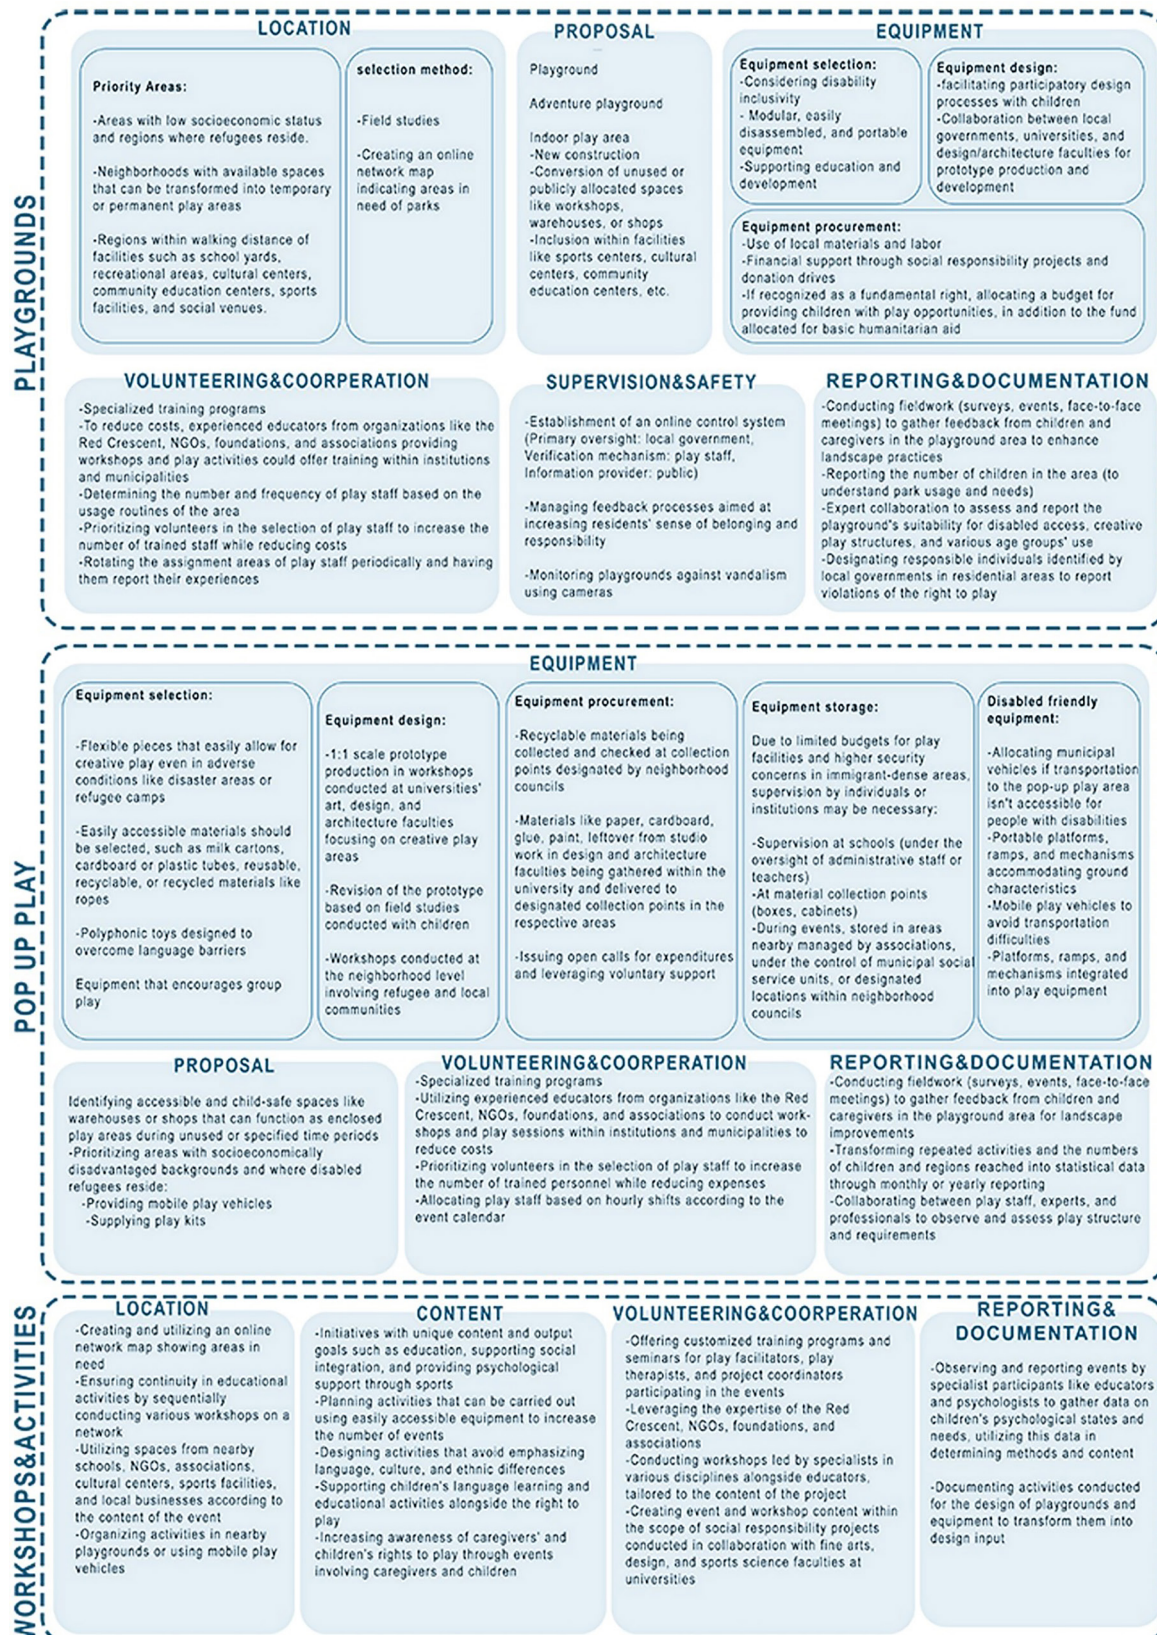 PLAYGROUNDS
LOCATION
Priority Areas:
-Areas with low socioeconomic status
and regions where refugees reside.
-Neighborhoods with available spaces
that can be transformed into temporary
or permanent play areas
-Regions within walking distance of
facilities such as school yards,
recreational areas, cultural centers,
community education centers, sports
facilities, and social venues.
selection method:
-Field studies
-Creating an online
network map
indicating areas in
need of parks
PROPOSAL
Playground
Adventure playground
Indoor play area
-New construction
-Conversion of unused or
publicly allocated spaces
like workshops,
warehouses, or shops
-Inclusion within facilities
like sports centers, cultural
centers, community
education centers, etc.
EQUIPMENT
Equipment selection:
-Considering disability
inclusivity
- Modular, easily
disassembled, and portable
equipment
-Supporting education and
development
Equipment design:
-facilitating participatory design
processes with children
-Collaboration between local
governments, universities, and
design/architecture faculties for
prototype production and
development
Equipment procurement:
-Use of local materials and labor
-Financial support through social responsibility projects and
donation drives
-If recognized as a fundamental right, allocating a budget for
providing children with play opportunities, in addition to the fund
allocated for basic humanitarian aid
VOLUNTEERING&COORPERATION
-Specialized training programs
-To reduce costs, experienced educators from organizations like the
Red Crescent, NGOs, foundations, and associations providing
workshops and play activities could offer training within institutions
and municipalities
-Determining the number and frequency of play staff based on the
usage routines of the area
-Prioritizing volunteers in the selection of play staff to increase the
number of trained staff while reducing costs
-Rotating the assignment areas of play staff periodically and having
them report their experiences
SUPERVISION&SAFETY
-Establishment of an online control system
(Primary oversight: local government,
Verification mechanism: play staff,
Information provider: public)
-Managing feedback processes aimed at
increasing residents' sense of belonging and
responsibility
-Monitoring playgrounds against vandalism
using cameras
REPORTING&DOCUMENTATION
-Conducting fieldwork (surveys, events, face-to-face
meetings) to gather feedback from children and
caregivers in the playground area to enhance
landscape practices
-Reporting the number of children in the area (to
understand park usage and needs)
-Expert collaboration to assess and report the
playground's suitability for disabled access, creative
play structures, and various age groups' use
-Designating responsible individuals identified by
local governments in residential areas to report
violations of the right to play
POP UP PLAY
EQUIPMENT
Equipment selection:
-Flexible pieces that easily allow for
creative play even in adverse
conditions like disaster areas or
refugee camps
-Easily accessible materials should
be selected, such as milk cartons,
cardboard or plastic tubes, reusable,
recyclable, or recycled materials like
ropes
-Polyphonic toys designed to
overcome language barriers
Equipment that encourages group
play
Equipment design:
-1:1 scale prototype
production in workshops
conducted at universities'
art, design, and
architecture faculties
focusing on creative play
areas
-Revision of the prototype
based on field studies
conducted with children
-Workshops conducted at
the neighborhood level
involving refugee and local
communities
Equipment procurement:
-Recyclable materials being
collected and checked at collection
points designated by neighborhood
councils
-Materials like paper, cardboard,
glue, paint, leftover from studio
work in design and architecture
faculties being gathered within the
university and delivered to
designated collection points in the
respective areas
-Issuing open calls for expenditures
and leveraging voluntary support
Equipment storage:
Due to limited budgets for play
facilities and higher security
concerns in immigrant-dense areas,
supervision by individuals or
institutions may be necessary:
-Supervision at schools (under the
oversight of administrative staff or
teachers)
-At material collection points
(boxes, cabinets)
-During events, stored in areas
nearby managed by associations,
under the control of municipal social
service units, or designated
locations within neighborhood
councils
Disabled friendly
equipment:
-Allocating municipal
vehicles if transportation
to the pop-up play area
isn't accessible for
people with disabilities
-Portable platforms,
ramps, and mechanisms
accommodating ground
characteristics
-Mobile play vehicles to
avoid transportation
difficulties
-Platforms, ramps, and
mechanisms integrated
into play equipment
PROPOSAL
Identifying accessible and child-safe spaces like
warehouses or shops that can function as enclosed
play areas during unused or specified time periods
-Prioritizing areas with socioeconomically
disadvantaged backgrounds and where disabled
refugees reside:
-Providing mobile play vehicles
-Supplying play kits
VOLUNTEERING&COORPERATION
-Specialized training programs
-Utilizing experienced educators from organizations like the Red
Crescent, NGOs, foundations, and associations to conduct work-
shops and play sessions within institutions and municipalities to
reduce costs
-Prioritizing volunteers in the selection of play staff to increase
the number of trained personnel while reducing expenses
-Allocating play staff based on hourly shifts according to the
event calendar
REPORTING&DOCUMENTATION
-Conducting fieldwork (surveys, events, face-to-face
meetings) to gather feedback from children and
caregivers in the playground area for landscape
improvements
-Transforming repeated activities and the numbers
of children and regions reached into statistical data
through monthly or yearly reporting
-Collaborating between play staff, experts, and
professionals to observe and assess play structure
and requirements
WORKSHOPS&ACTIVITIES
LOCATION
-Creating and utilizing an online
network map showing areas in
need
-Ensuring continuity in educational
activities by sequentially
conducting various workshops on a
network
-Utilizing spaces from nearby
schools, NGOs, associations,
cultural centers, sports facilities,
and local businesses according to
the content of the event
-Organizing activities in nearby
playgrounds or using mobile play
vehicles
CONTENT
-Initiatives with unique content and output
goals such as education, supporting social
integration, and providing psychological
support through sports
-Planning activities that can be carried out
using easily accessible equipment to increase
the number of events
-Designing activities that avoid emphasizing
language, culture, and ethnic differences
-Supporting children's language learning and
educational activities alongside the right to
play
-Increasing awareness of caregivers' and
children's rights to play through events
involving caregivers and children
VOLUNTEERING&COORPERATION
-Offering customized training programs and
seminars for play facilitators, play
therapists, and project coordinators
participating in the events
-Leveraging the expertise of the Red
Crescent, NGOs, foundations, and
associations
-Conducting workshops led by specialists in
various disciplines alongside educators,
tailored to the content of the project
-Creating event and workshop content within
the scope of social responsibility projects
conducted in collaboration with fine arts,
design, and sports science faculties at
universities
REPORTING&
DOCUMENTATION
-Observing and reporting events by
specialist participants like educators
and psychologists to gather data on
children's psychological states and
needs, utilizing this data in
determining methods and content
-Documenting activities conducted
for the design of playgrounds and
equipment to transform them into
design input